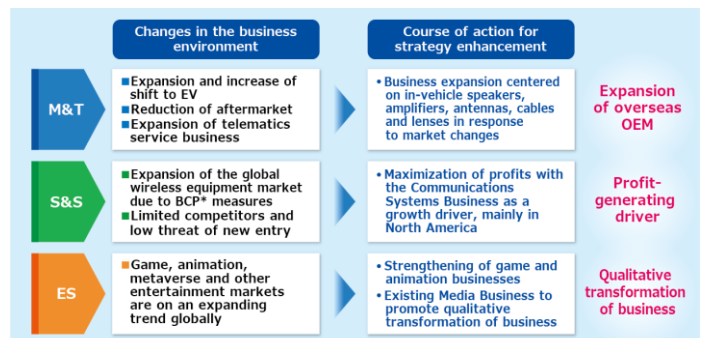 Changes in the business
environment
Course of action for
strategy enhancement
M&T
■Expansion and increase of
shift to EV
■Reduction of aftermarket
■Expansion of telematics
service business
• Business expansion centered
on in-vehicle speakers,
amplifiers, antennas, cables
and lenses in response
to market changes
Expansion
of overseas
OEM
S&S
■Expansion of the global
wireless equipment market
due to BCP* measures
■Limited competitors and
low threat of new entry
• Maximization of profits with
the Communications
Systems Business as a
growth driver, mainly in
North America
Profit-
generating
driver
ES
■Game, animation,
metaverse and other
entertainment markets
are on an expanding
trend globally
• Strengthening of game and
animation businesses
• Existing Media Business to
promote qualitative
transformation of business
Qualitative
transformation
of business